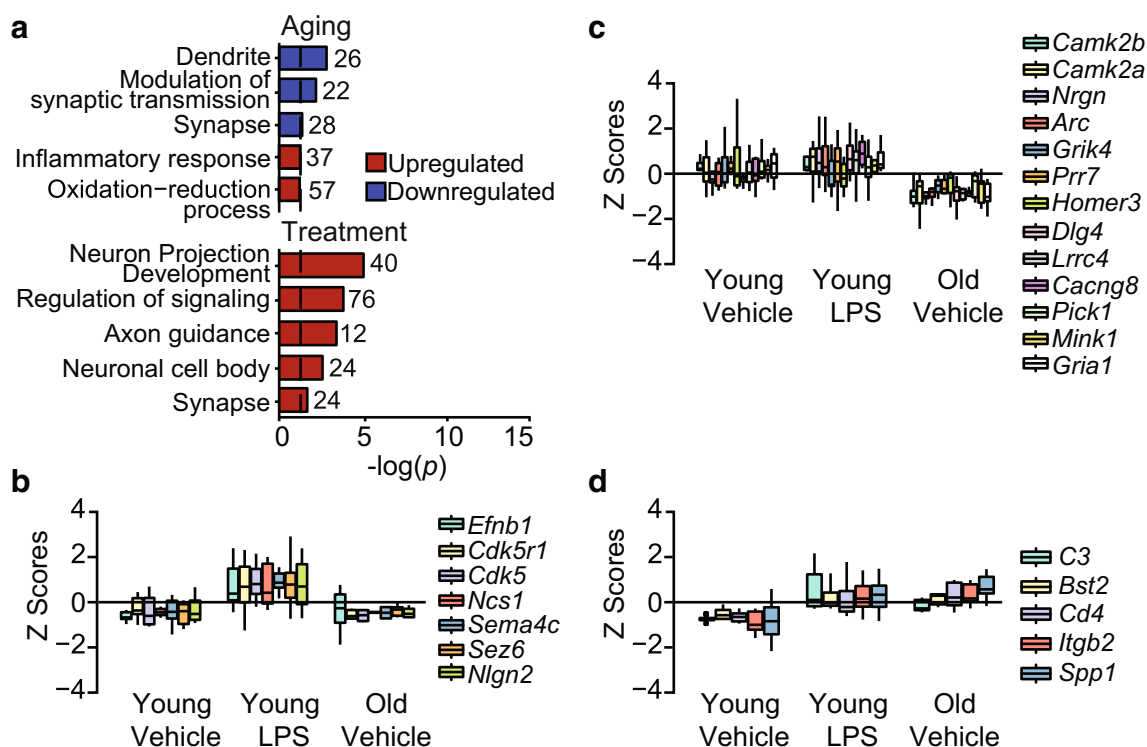 a
Aging
Dendrite 26
Modulation of
synaptic transmission 22
Synapse 28
Inflammatory response 37
Oxidation−reduction
process 57
Upregulated
Downregulated
Treatment
Neuron Projection
Development 40
Regulation of signaling 76
Axon guidance 12
Neuronal cell body 24
Synapse 24
0 5 10 15
-log(p)
b
Z Scores
4
2
0
−2
−4
Young
Vehicle
Young
LPS
Old
Vehicle
Efnb1
Cdk5r1
Cdk5
Ncs1
Sema4c
Sez6
Nlgn2
c
Z Scores
4
2
0
−2
−4
Young
Vehicle
Young
LPS
Old
Vehicle
Camk2b
Camk2a
Nrgn
Arc
Grik4
Prr7
Homer3
Dlg4
Lrrc4
Cacng8
Pick1
Mink1
Gria1
d
Z Scores
4
2
0
−2
−4
Young
Vehicle
Young
LPS
Old
Vehicle
C3
Bst2
Cd4
Itgb2
Spp1